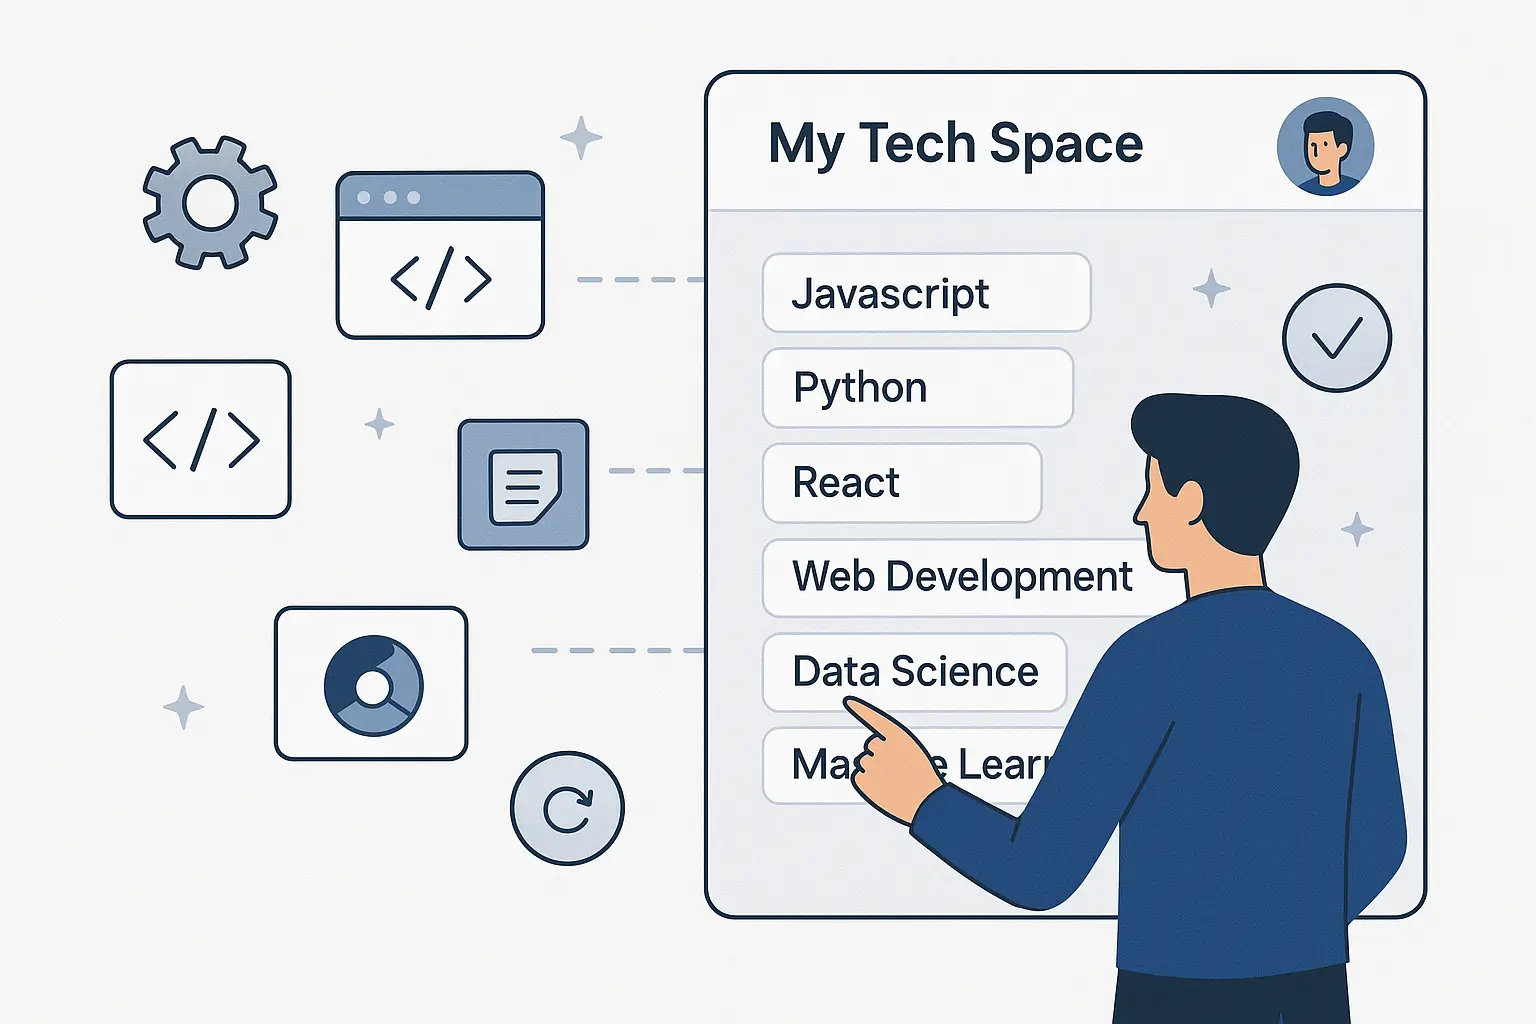 My Tech Space
</>
</>
Javascript
Python
React
Web Development
Data Science